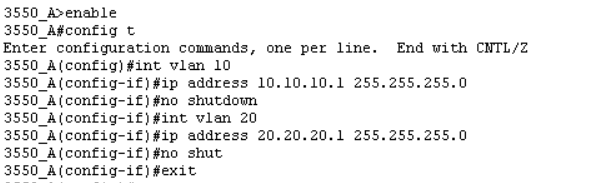 3550_A>enable
3550_A#config t
Enter configuration commands, one per line.  End with CNTL/Z
3550_A(config)#int vlan 10
3550_A(config-if)#ip address 10.10.10.1 255.255.255.0
3550_A(config-if)#no shutdown
3550_A(config-if)#int vlan 20
3550_A(config-if)#ip address 20.20.20.1 255.255.255.0
3550_A(config-if)#no shut
3550_A(config-if)#exit